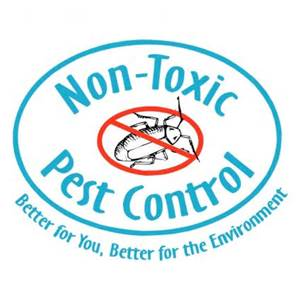 Non-Toxic
Pest Control
Better for You, Better for the Environment